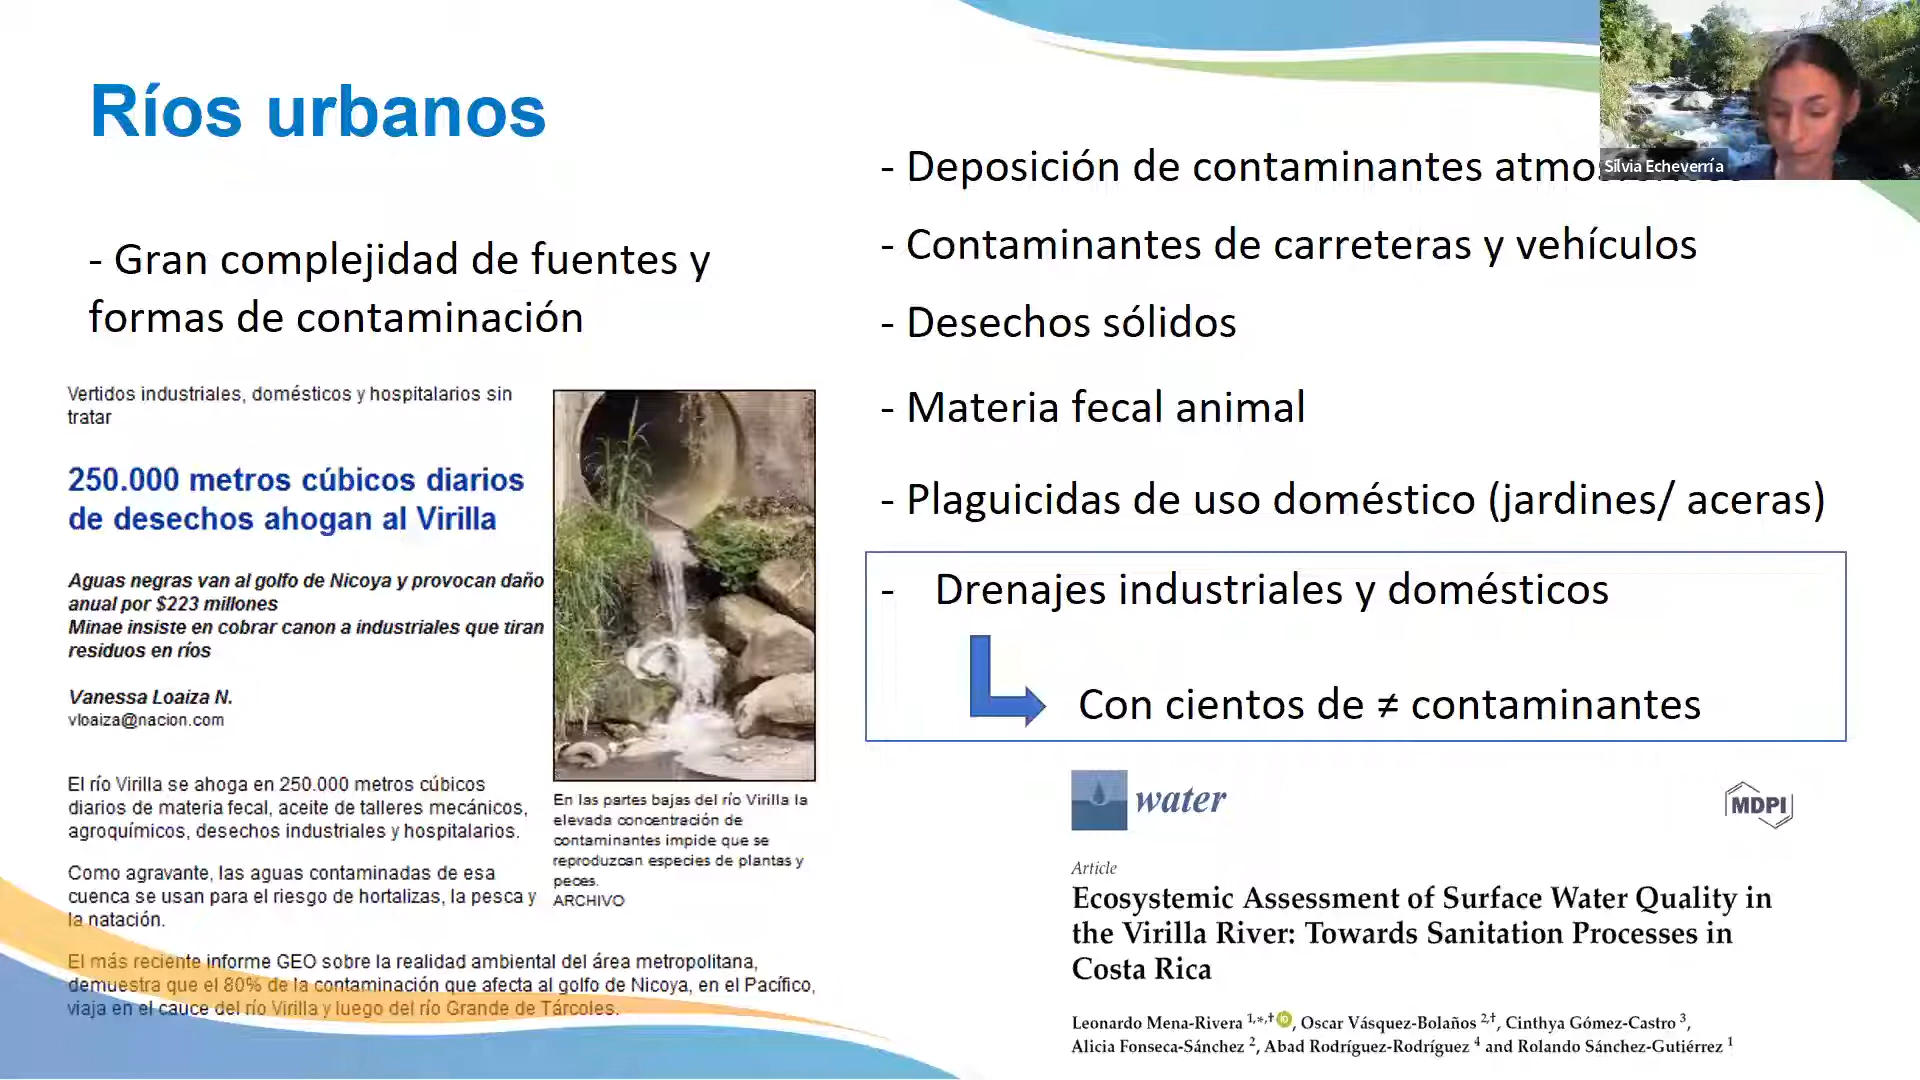 Ríos urbanos
- Gran complejidad de fuentes y
formas de contaminación
Vertidos industriales, domésticos y hospitalarios sin
tratar
250.000 metros cúbicos diarios
de desechos ahogan al Virilla
Aguas negras van al golfo de Nicoya y provocan daño
anual por $223 millones
Minae insiste en cobrar canon a industriales que tiran
residuos en ríos
Vanessa Loaiza N.
vloaiza@nacion.com
El río Virilla se ahoga en 250.000 metros cúbicos
diarios de materia fecal, aceite de talleres mecánicos,
agroquímicos, desechos industriales y hospitalarios.
Como agravante, las aguas contaminadas de esa
cuenca se usan para el riesgo de hortalizas, la pesca y
la natación.
El más reciente informe GEO sobre la realidad ambiental del área metropolitana,
demuestra que el 80% de la contaminación que afecta al golfo de Nicoya, en el Pacífico,
viaja en el cauce del río Virilla y luego del río Grande de Tárcoles.
En las partes bajas del río Virilla la
elevada concentración de
contaminantes impide que se
reproduzcan especies de plantas y
peces.
ARCHIVO
- Deposición de contaminantes
- Contaminantes de carreteras y vehículos
- Desechos sólidos
- Materia fecal animal
- Plaguicidas de uso doméstico (jardines/ aceras)
- Drenajes industriales y domésticos
Con cientos de ≠ contaminantes
water
MDPI
Article
Ecosystemic Assessment of Surface Water Quality in
the Virilla River: Towards Sanitation Processes in
Costa Rica
Leonardo Mena-Rivera 1,*,†, Oscar Vásquez-Bolaños 2,†, Cinthya Gómez-Castro 3,
Alicia Fonseca-Sánchez 2, Abad Rodríguez-Rodríguez 4 and Rolando Sánchez-Gutiérrez 1
Silvia Echeverría